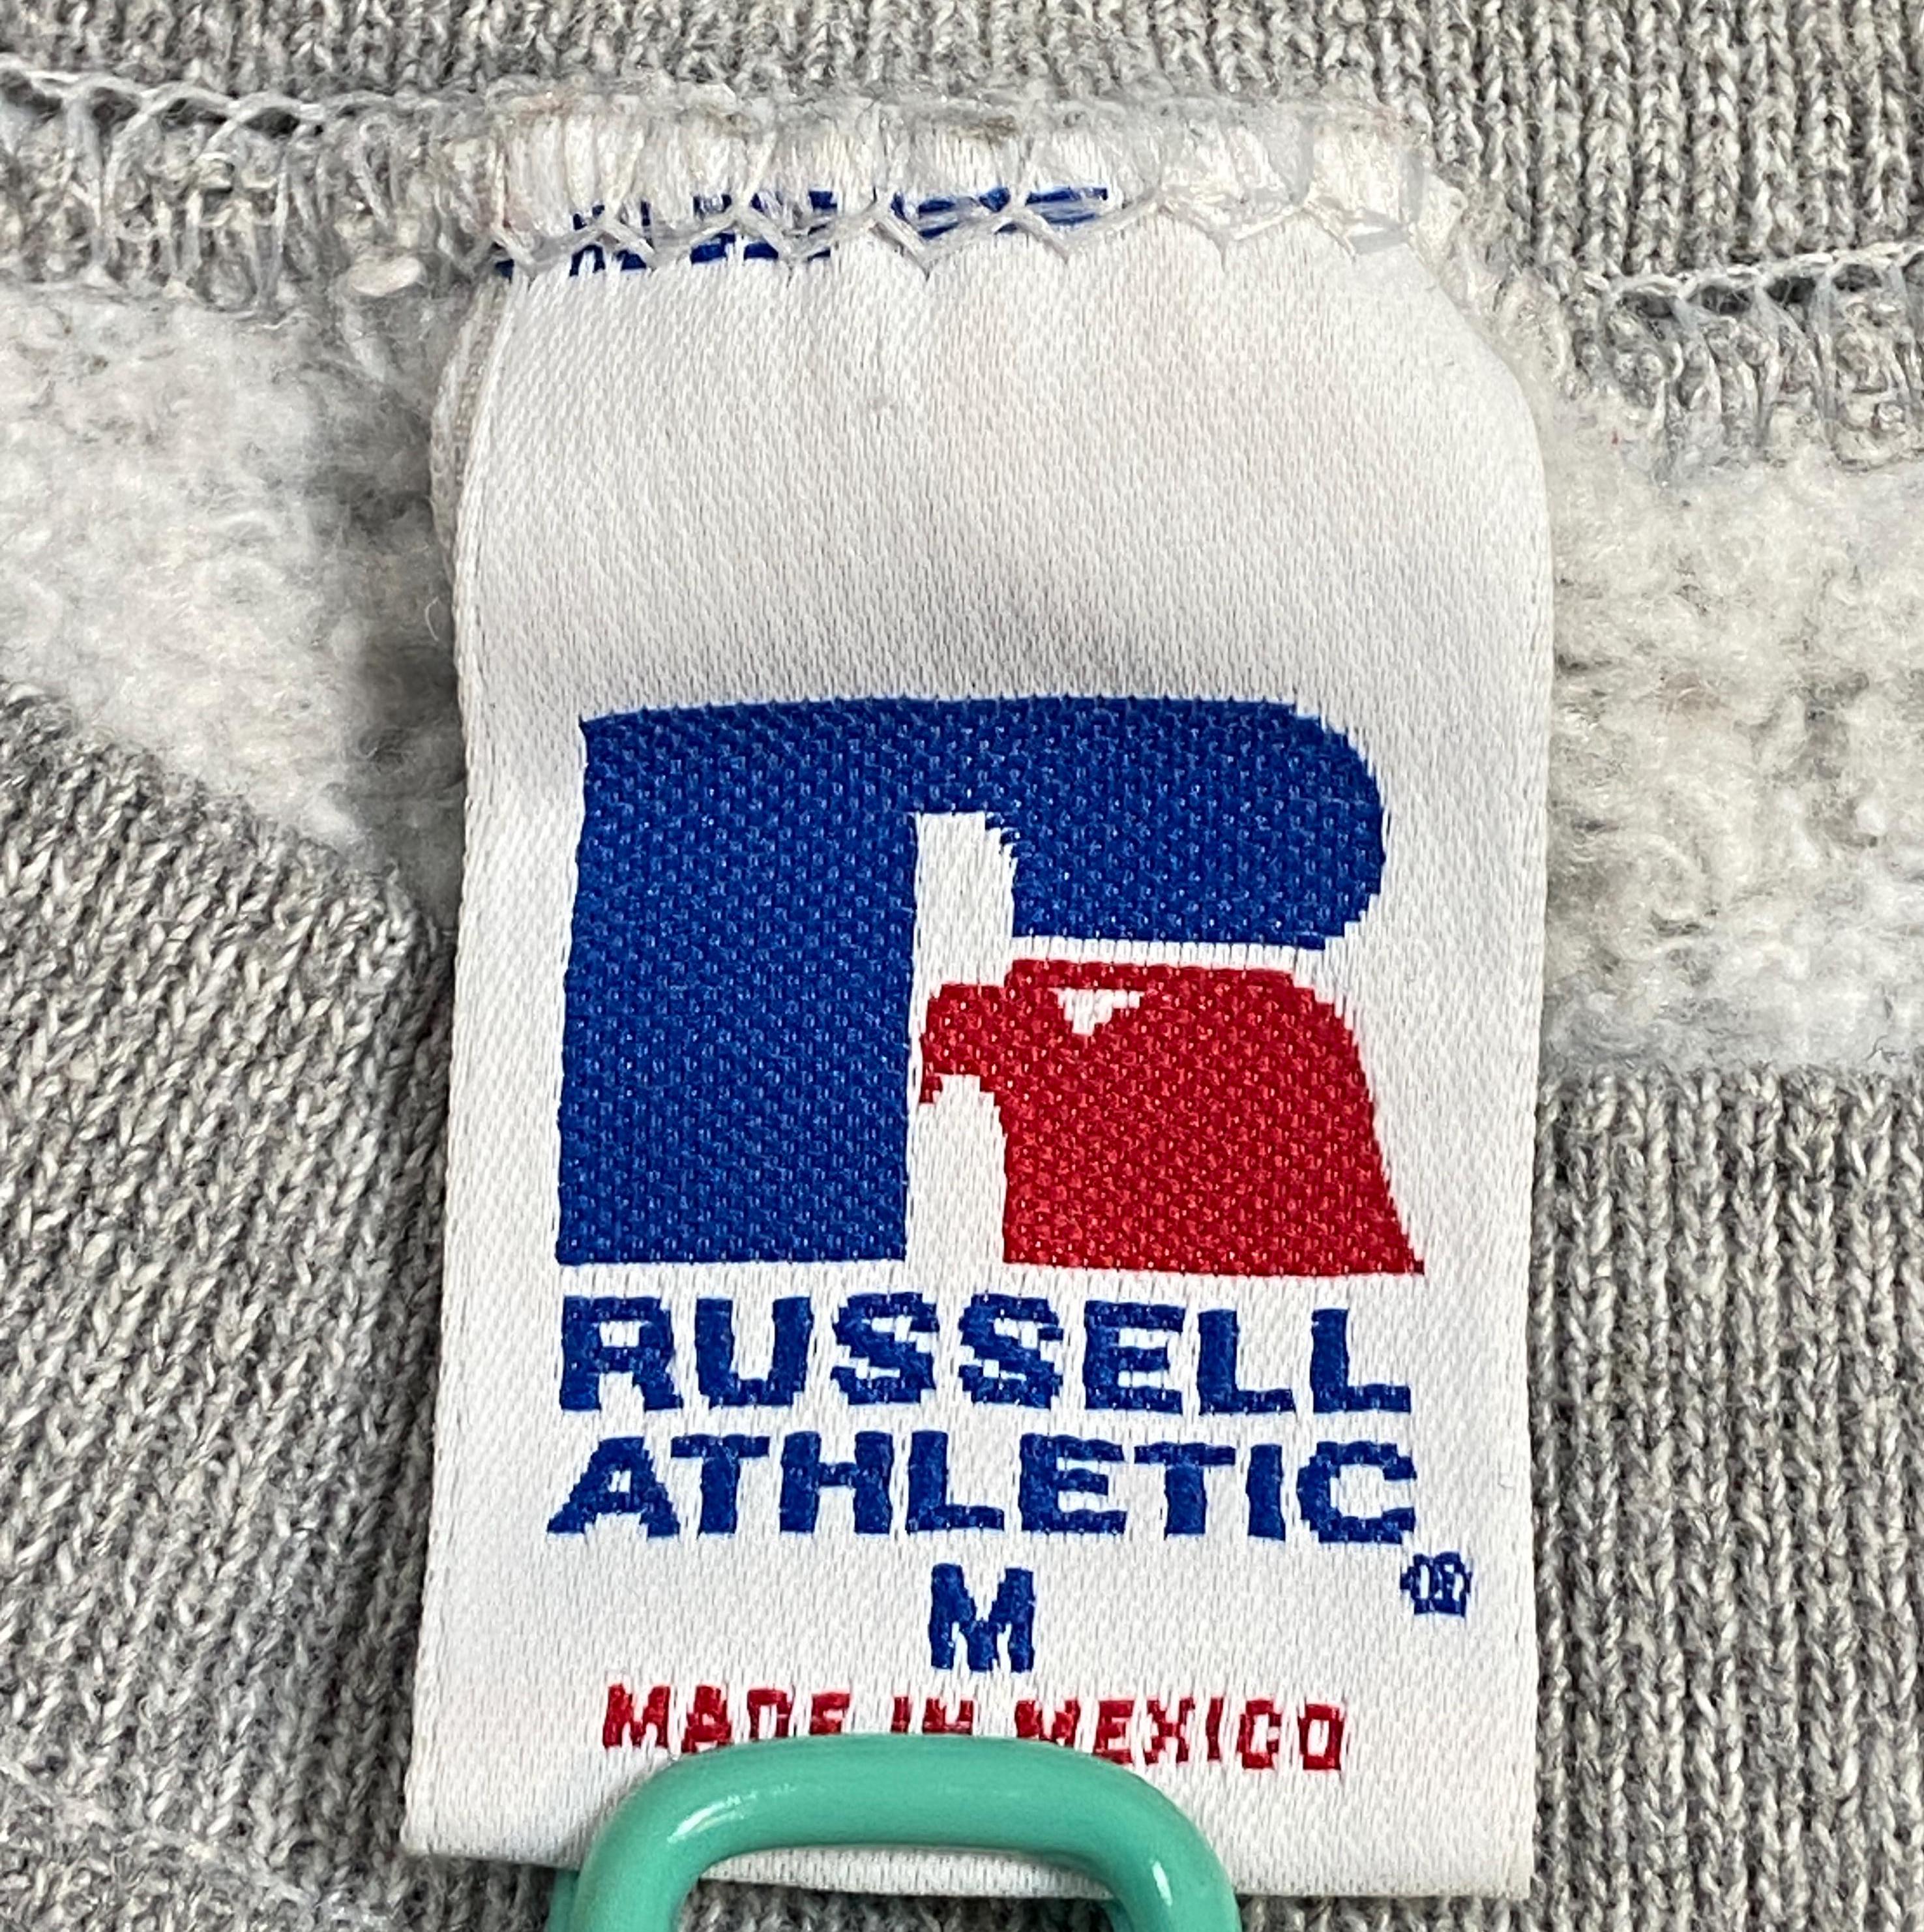 RUSSELL
ATHLETIC
®
M
MADE IN MEXICO